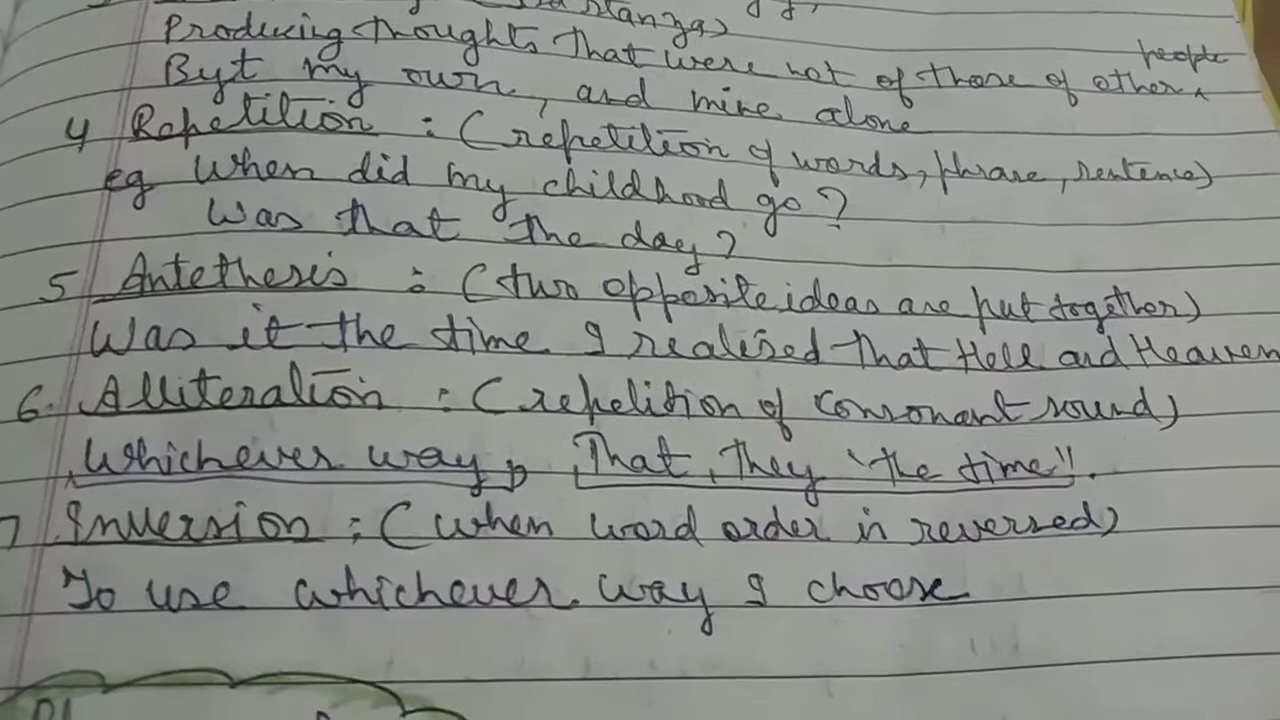 stanzas
Producing thoughts that were not of those of other people
Byt my own, and mine alone
4 Repetition : (repetition of words, phrase, sentence)
eg When did my childhood go?
Was that the day?
5 Antethesis : (two opposite ideas are put together)
Was it the time I realised that Hell and Heaven
6. Alliteration : (repetition of consonant sound)
Whichever way, That, They 'the time".
7 Inversion : (when word order is reversed)
To use whichever way I choose